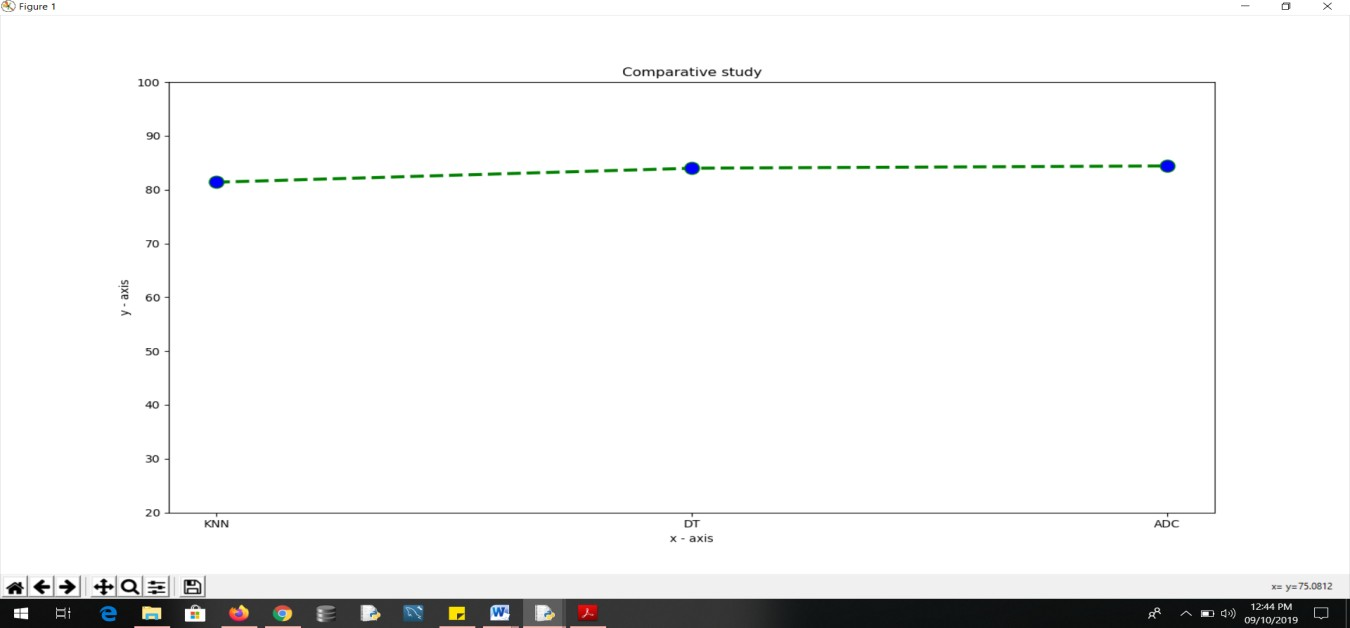 Figure 1
Comparative study
100
90
80
70
60
50
40
30
20
y - axis
KNN DT ADC
x - axis
x= y=75.0812
12:44 PM
09/10/2019